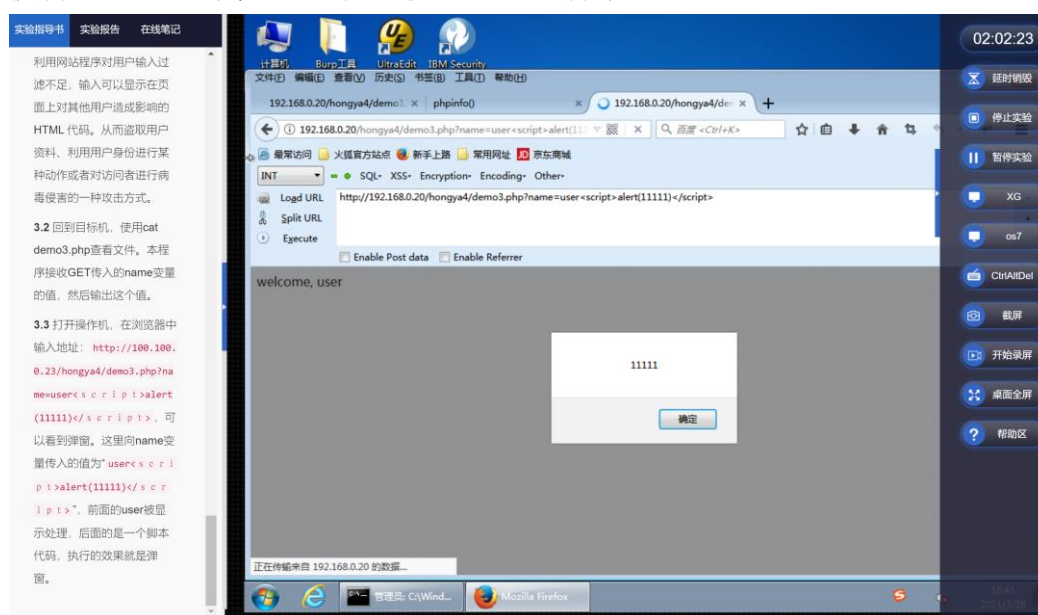 实验指导书 实验报告 在线笔记
利用网站程序对用户输入过
滤不足，输入可以显示在页
面上对其他用户造成影响的
HTML 代码。从而盗取用户
资料、利用用户身份进行某
种动作或者对访问者进行病
毒侵害的一种攻击方式。
3.2 回到目标机，使用cat
demo3.php查看文件。本程
序接收GET传入的name变量
的值，然后输出这个值。
3.3 打开操作机，在浏览器中
输入地址： http://100.100.
0.23/hongya4/demo3.php?na
me=user<s c r i p t>alert
(11111)</s c r i p t>，可
以看到弹窗。这里向name变
量传入的值为“user<s c r i
p t>alert(11111)</s c r
i p t>”，前面的user被显
示处理，后面的是一个脚本
代码，执行的效果就是弹
窗。
计算机 Burp工具 UltraEdit IBM Security
文件(F) 编辑(E) 查看(V) 历史(S) 书签(B) 工具(T) 帮助(H)
192.168.0.20/hongya4/demo1 × phpinfo() × 192.168.0.20/hongya4/der × +
192.168.0.20/hongya4/demo3.php?name=user<script>alert(11 百度 <Ctrl+K>
最常访问 火狐官方站点 新手上路 常用网址 JD 京东商城
INT SQL- XSS- Encryption- Encoding- Other-
Load URL http://192.168.0.20/hongya4/demo3.php?name=user<script>alert(11111)</script>
Split URL
Execute
Enable Post data Enable Referrer
welcome, user
11111
确定
正在传输来自 192.168.0.20 的数据...
管理员: C:\Wind... Mozilla Firefox
16:41
02:02:23
延时销毁
停止实验
暂停实验
XG
os7
CtrlAltDel
截屏
开始录屏
桌面全屏
帮助区